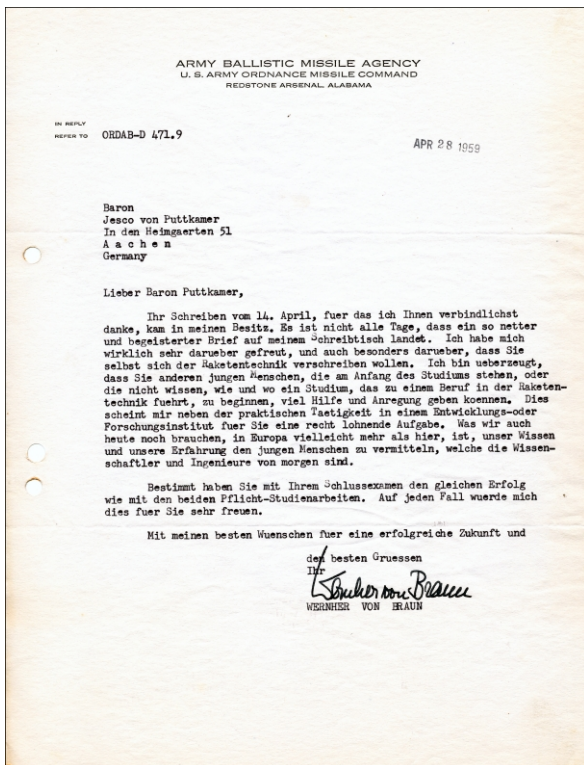 ARMY BALLISTIC MISSILE AGENCY
U. S. ARMY ORDNANCE MISSILE COMMAND
REDSTONE ARSENAL, ALABAMA
IN REPLY
REFER TO ORDAB-D 471.9
APR 28 1959
Baron
Jesco von Puttkamer
In den Heimgaerten 51
A a c h e n
Germany
Lieber Baron Puttkamer,
Ihr Schreiben vom 14. April, fuer das ich Ihnen verbindlichst
danke, kam in meinen Besitz. Es ist nicht alle Tage, dass ein so netter
und begeisterter Brief auf meinem Schreibtisch landet. Ich habe mich
wirklich sehr darueber gefreut, und auch besonders darueber, dass Sie
selbst sich der Raketentechnik verschreiben wollen. Ich bin ueberzeugt,
dass Sie anderen jungen Menschen, die am Anfang des Studiums stehen, oder
die nicht wissen, wie und wo ein Studium, das zu einem Beruf in der Raketen-
technik fuehrt, zu beginnen, viel Hilfe und Anregung geben koennen. Dies
scheint mir neben der praktischen Taetigkeit in einem Entwicklungs-oder
Forschungsinstitut fuer Sie eine recht lohnende Aufgabe. Was wir auch
heute noch brauchen, in Europa vielleicht mehr als hier, ist, unser Wissen
und unsere Erfahrung den jungen Menschen zu vermitteln, welche die Wissen-
schaftler und Ingenieure von morgen sind.
Bestimmt haben Sie mit Ihrem Schlussexamen den gleichen Erfolg
wie mit den beiden Pflicht-Studienarbeiten. Auf jeden Fall wuerde mich
dies fuer Sie sehr freuen.
Mit meinen besten Wuenschen fuer eine erfolgreiche Zukunft und
den besten Gruessen
Ihr
Wernher von Braun
WERNHER VON BRAUN